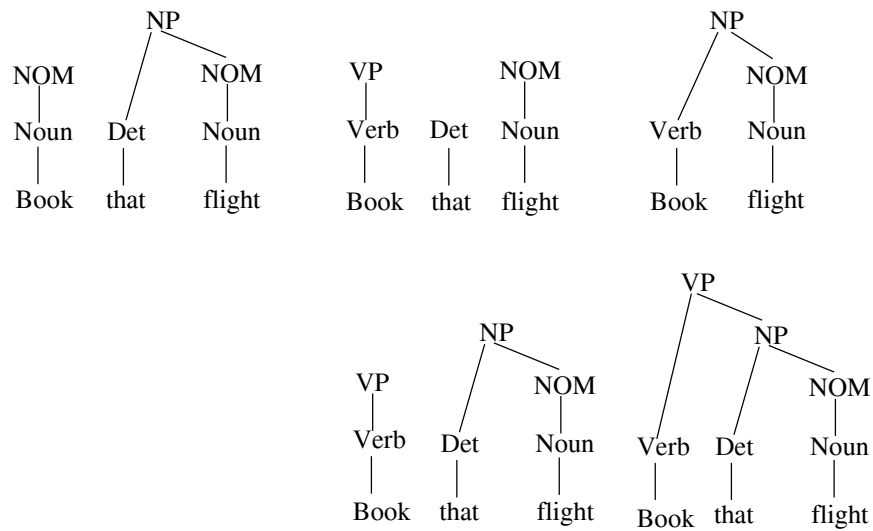 NP NP
NOM NOM VP NOM NOM
Noun Det Noun Verb Det Noun Verb Noun
Book that flight Book that flight Book flight
VP
NP NP
VP NOM NOM
Verb Det Noun Verb Det Noun
Book that flight Book that flight